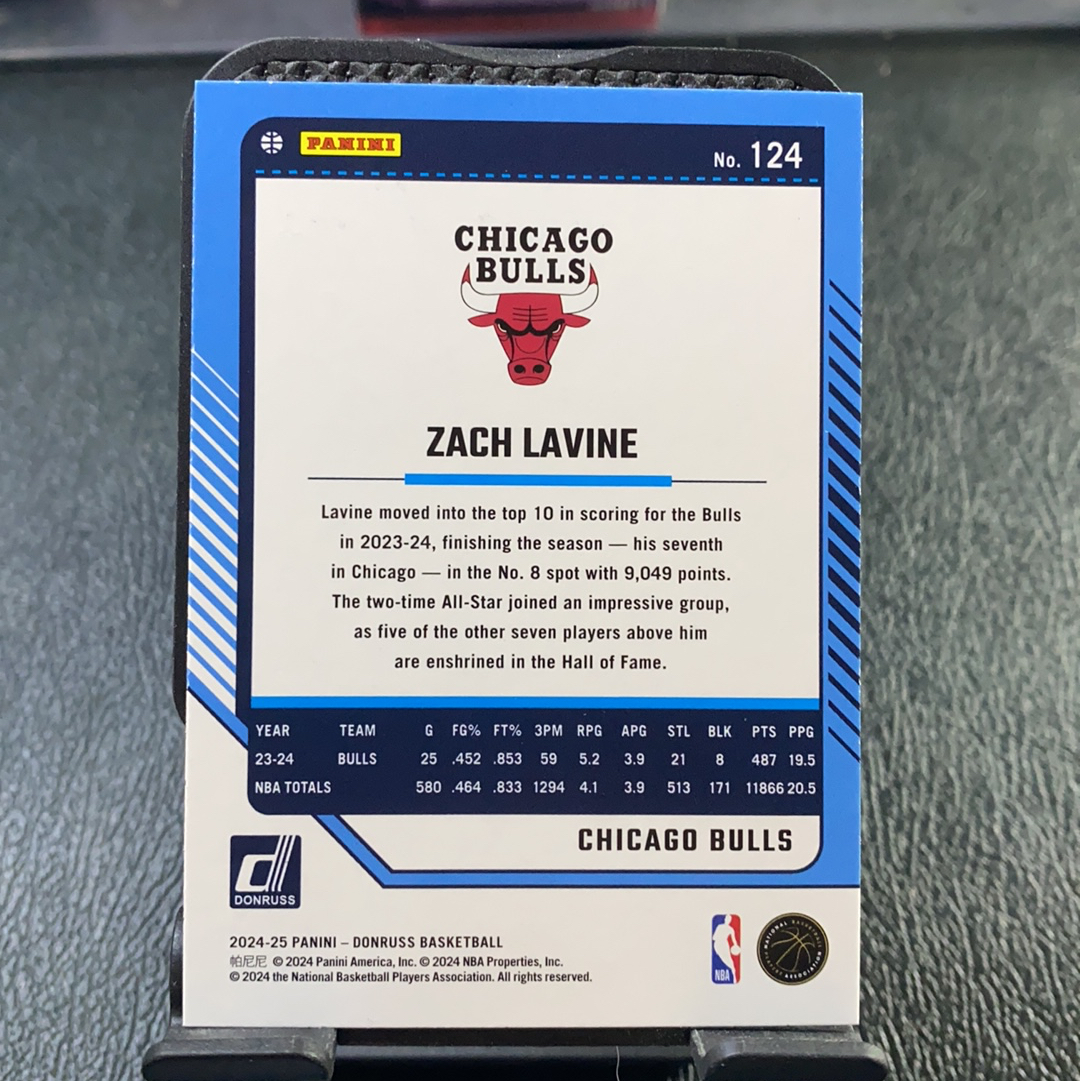 PANINI
No. 124
CHICAGO
BULLS
ZACH LAVINE
Lavine moved into the top 10 in scoring for the Bulls
in 2023-24, finishing the season — his seventh
in Chicago — in the No. 8 spot with 9,049 points.
The two-time All-Star joined an impressive group,
as five of the other seven players above him
are enshrined in the Hall of Fame.
YEAR TEAM G FG% FT% 3PM RPG APG STL BLK PTS PPG
23-24 BULLS 25 .452 .853 59 5.2 3.9 21 8 487 19.5
NBA TOTALS 580 .464 .833 1294 4.1 3.9 513 171 11866 20.5
CHICAGO BULLS
DONRUSS
2024-25 PANINI – DONRUSS BASKETBALL
帕尼尼 © 2024 Panini America, Inc. © 2024 NBA Properties, Inc.
© 2024 the National Basketball Players Association. All rights reserved.
NBA
NATIONAL BASKETBALL
PLAYERS ASSOCIATION